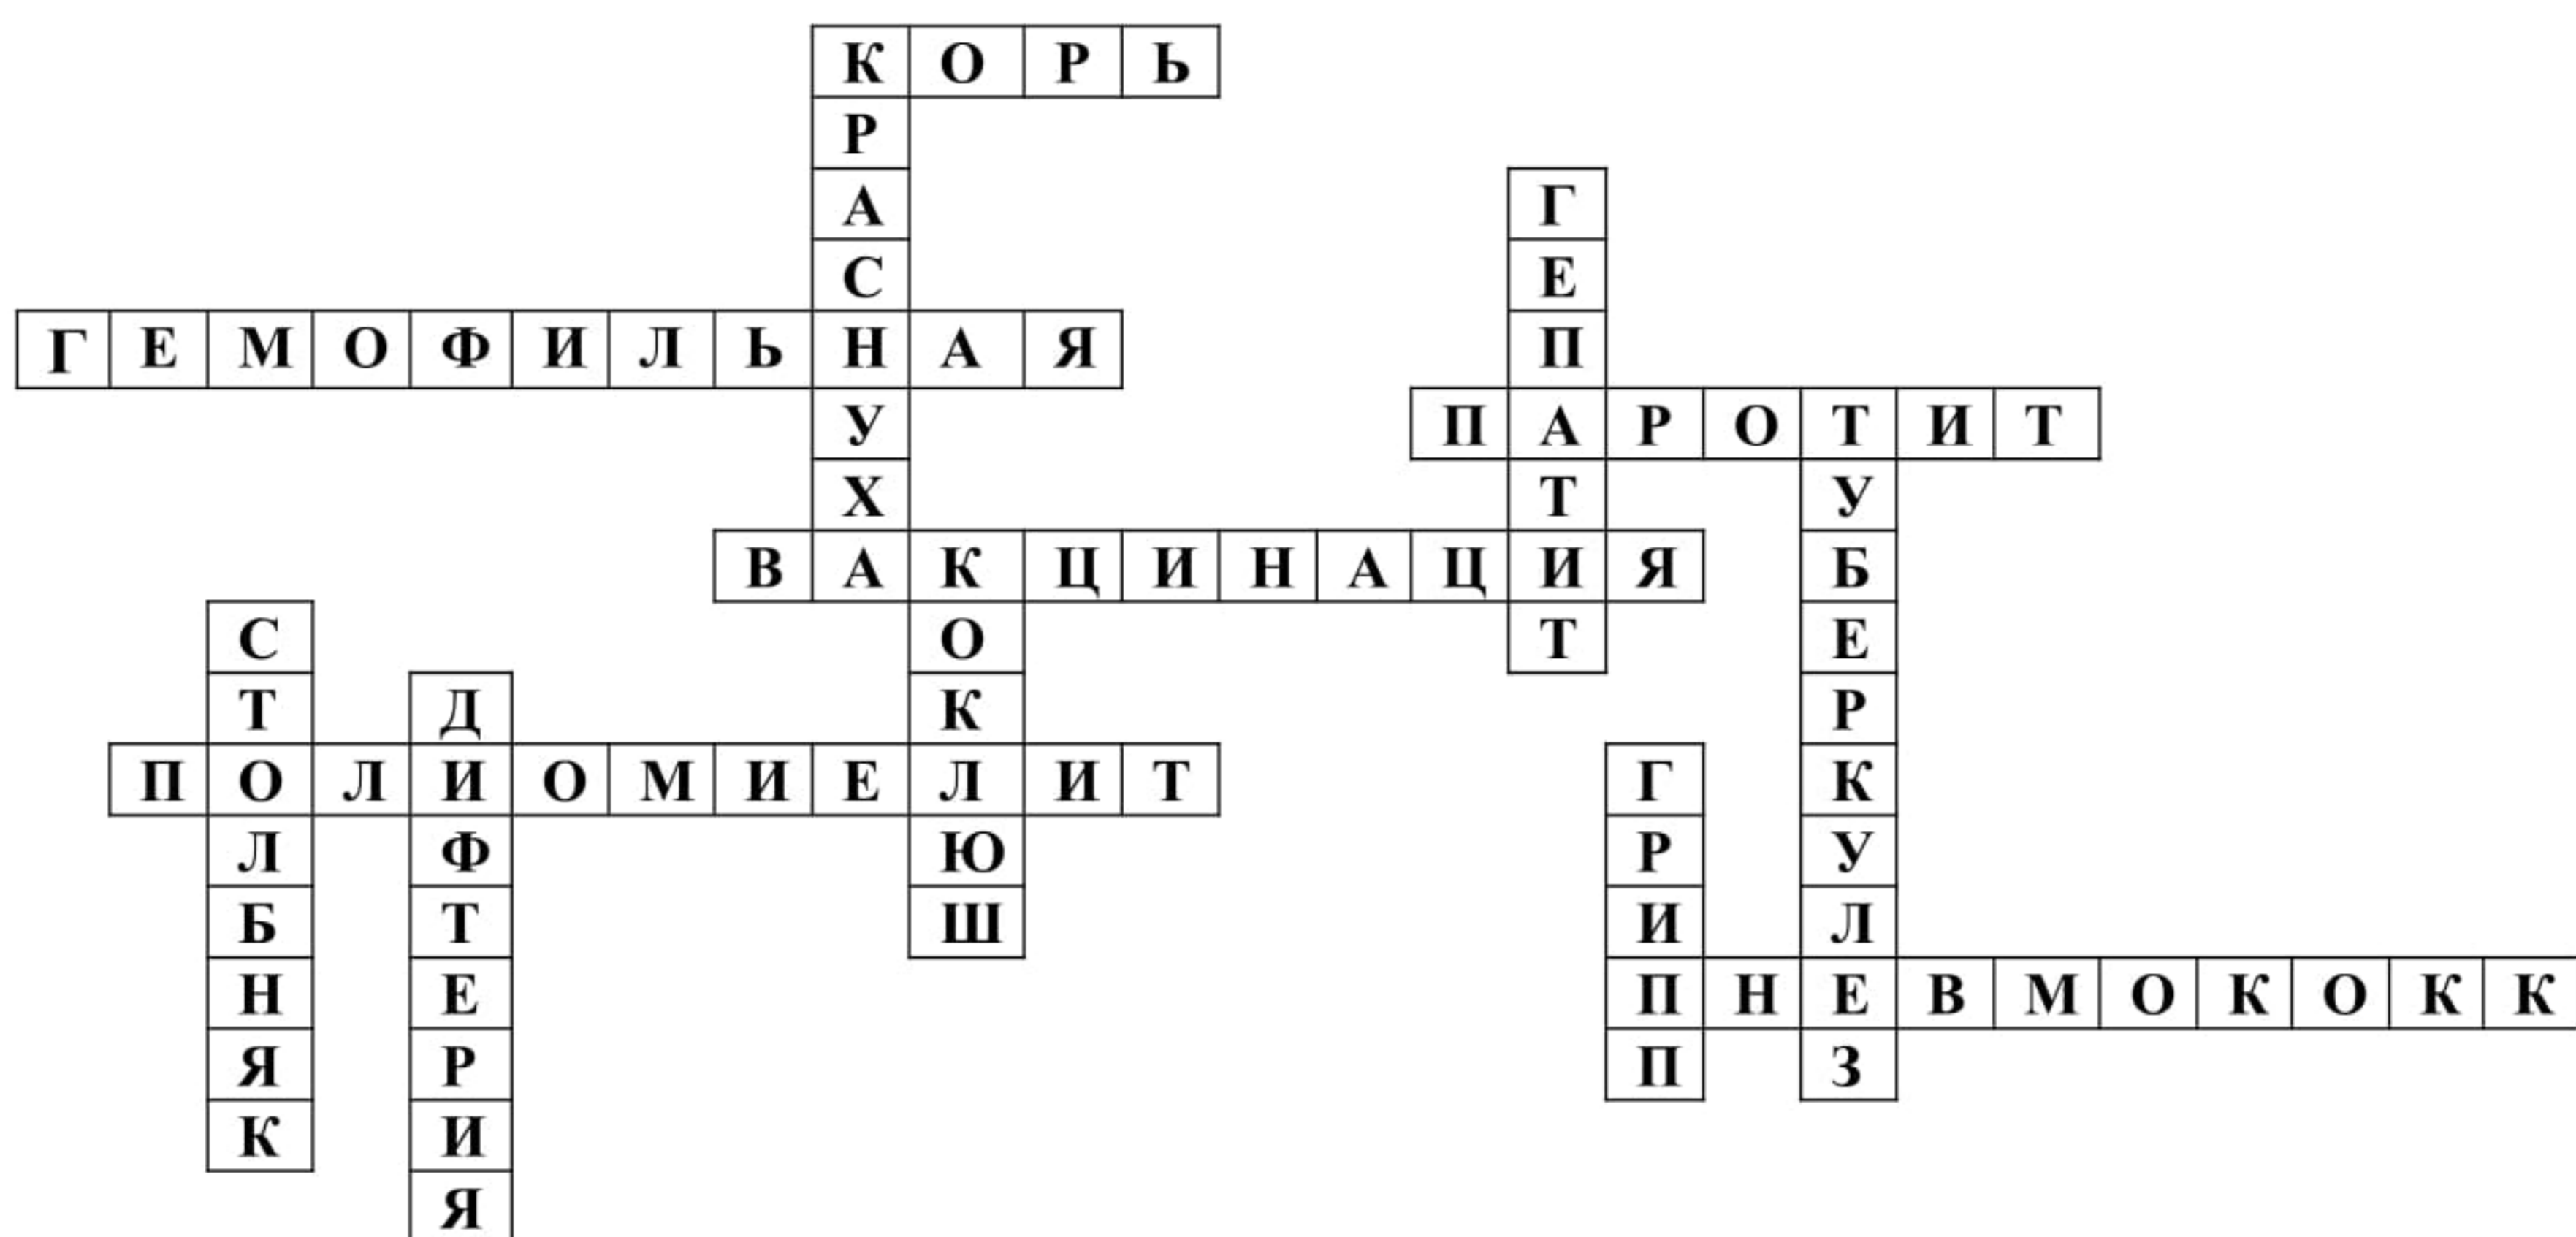 КОРЬ
КРАСНУХА
ГЕПАТИТ
ГЕМОФИЛЬНАЯ
ПАРОТИТ
ТУБЕРКУЛЕЗ
ВАКЦИНАЦИЯ
КОКЛЮШ
СТОЛБНЯК
ДИФТЕРИЯ
ПОЛИОМИЕЛИТ
ГРИПП
ПНЕВМОКОКК